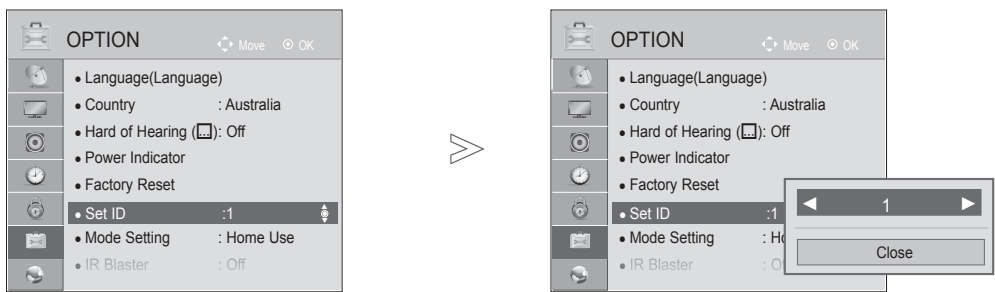 OPTION
Move OK
• Language(Language)
• Country : Australia
• Hard of Hearing (...): Off
• Power Indicator
• Factory Reset
• Set ID :1
• Mode Setting : Home Use
• IR Blaster : Off
OPTION
Move OK
• Language(Language)
• Country : Australia
• Hard of Hearing (...): Off
• Power Indicator
• Factory Reset
• Set ID :1
• Mode Setting : Ho
• IR Blaster : O
◀ 1 ▶
Close